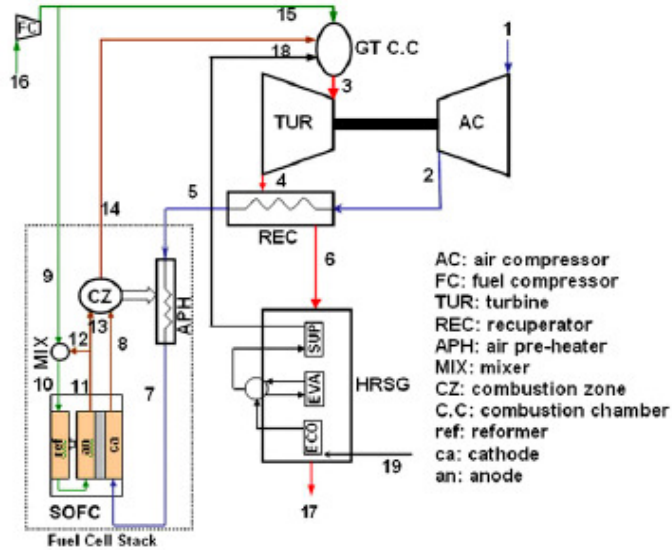 15
FC
18
GT C.C
1
16
3
TUR
AC
4
2
5
14
REC
6
9
CZ
APH
13
MIX
12
8
10
11
7
SUP
EVA
ECO
HRSG
19
ref
an
ca
SOFC
17
Fuel Cell Stack
AC: air compressor
FC: fuel compressor
TUR: turbine
REC: recuperator
APH: air pre-heater
MIX: mixer
CZ: combustion zone
C.C: combustion chamber
ref: reformer
ca: cathode
an: anode